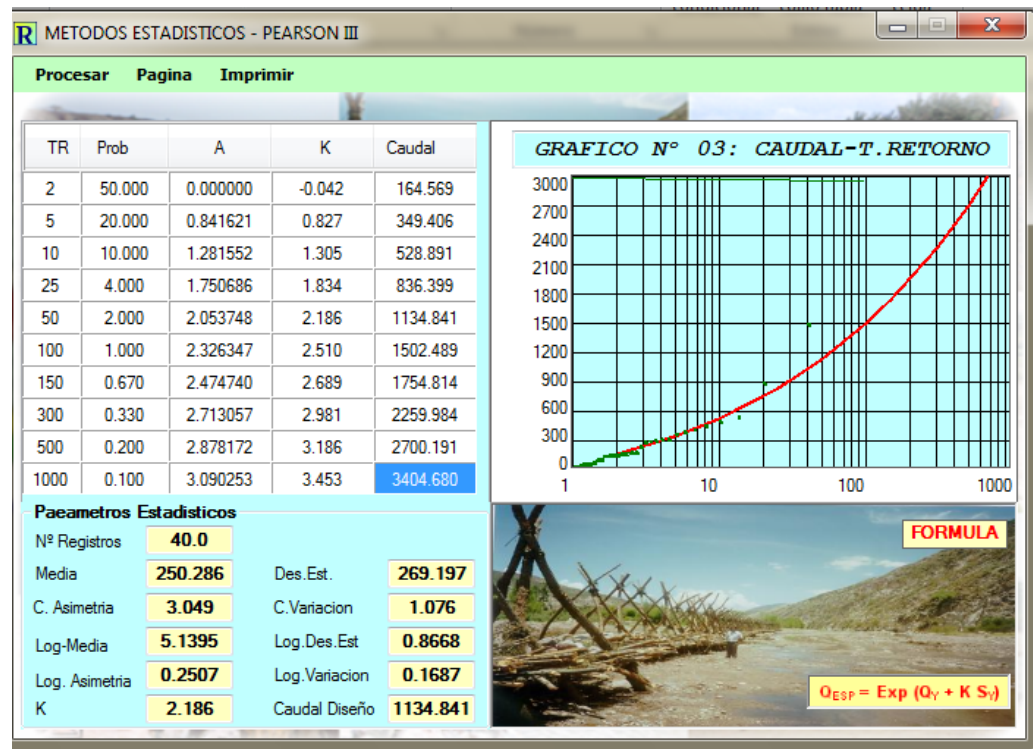 METODOS ESTADISTICOS - PEARSON III
Procesar Pagina Imprimir
TR Prob A K Caudal
2 50.000 0.000000 -0.042 164.569
5 20.000 0.841621 0.827 349.406
10 10.000 1.281552 1.305 528.891
25 4.000 1.750686 1.834 836.399
50 2.000 2.053748 2.186 1134.841
100 1.000 2.326347 2.510 1502.489
150 0.670 2.474740 2.689 1754.814
300 0.330 2.713057 2.981 2259.984
500 0.200 2.878172 3.186 2700.191
1000 0.100 3.090253 3.453 3404.680
GRAFICO Nº 03: CAUDAL-T.RETORNO
3000
2700
2400
2100
1800
1500
1200
900
600
300
0
1 10 100 1000
Paeametros Estadisticos
Nº Registros 40.0
Media 250.286 Des.Est. 269.197
C. Asimetria 3.049 C.Variacion 1.076
Log-Media 5.1395 Log.Des.Est 0.8668
Log. Asimetria 0.2507 Log.Variacion 0.1687
K 2.186 Caudal Diseño 1134.841
FORMULA
QESP = Exp (QY + K SY)